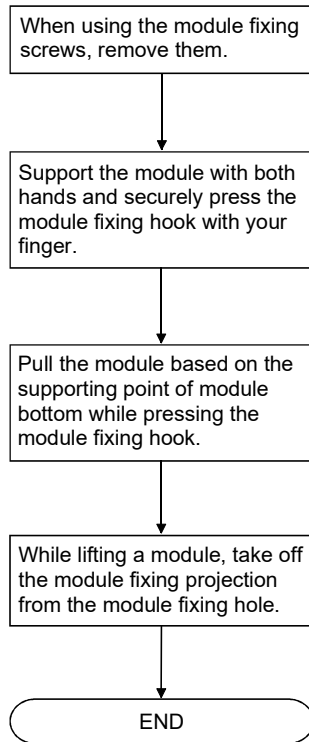 When using the module fixing
screws, remove them.
Support the module with both
hands and securely press the
module fixing hook with your
finger.
Pull the module based on the
supporting point of module
bottom while pressing the
module fixing hook.
While lifting a module, take off
the module fixing projection
from the module fixing hole.
END